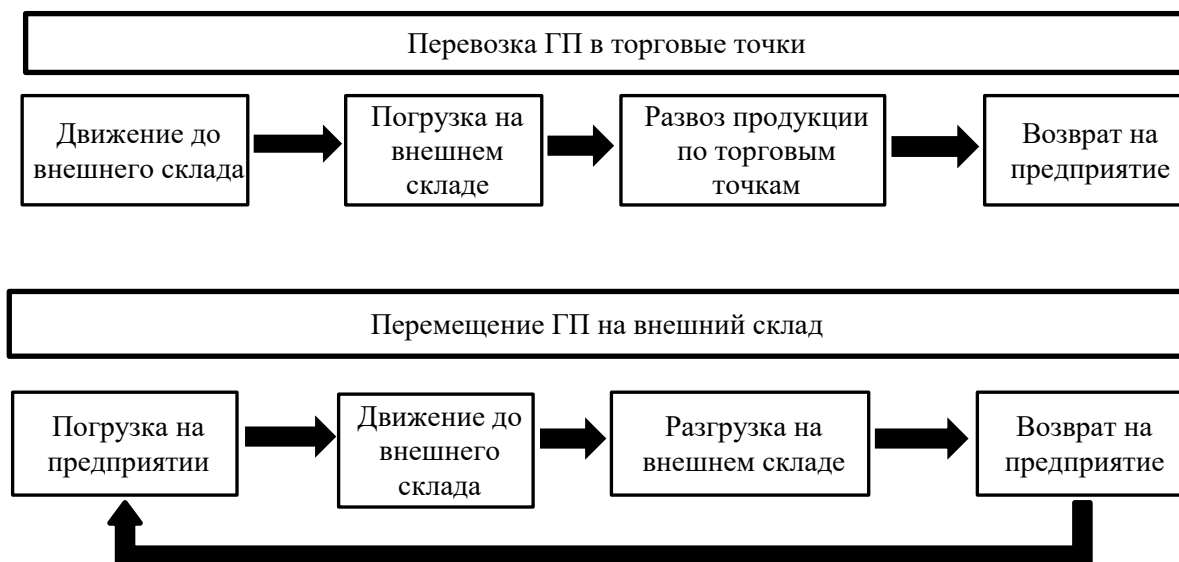 Перевозка ГП в торговые точки
Движение до
внешнего склада
Погрузка на
внешнем
складе
Развоз продукции
по торговым
точкам
Возврат на
предприятие
Перемещение ГП на внешний склад
Погрузка на
предприятии
Движение до
внешнего
склада
Разгрузка на
внешнем складе
Возврат на
предприятие